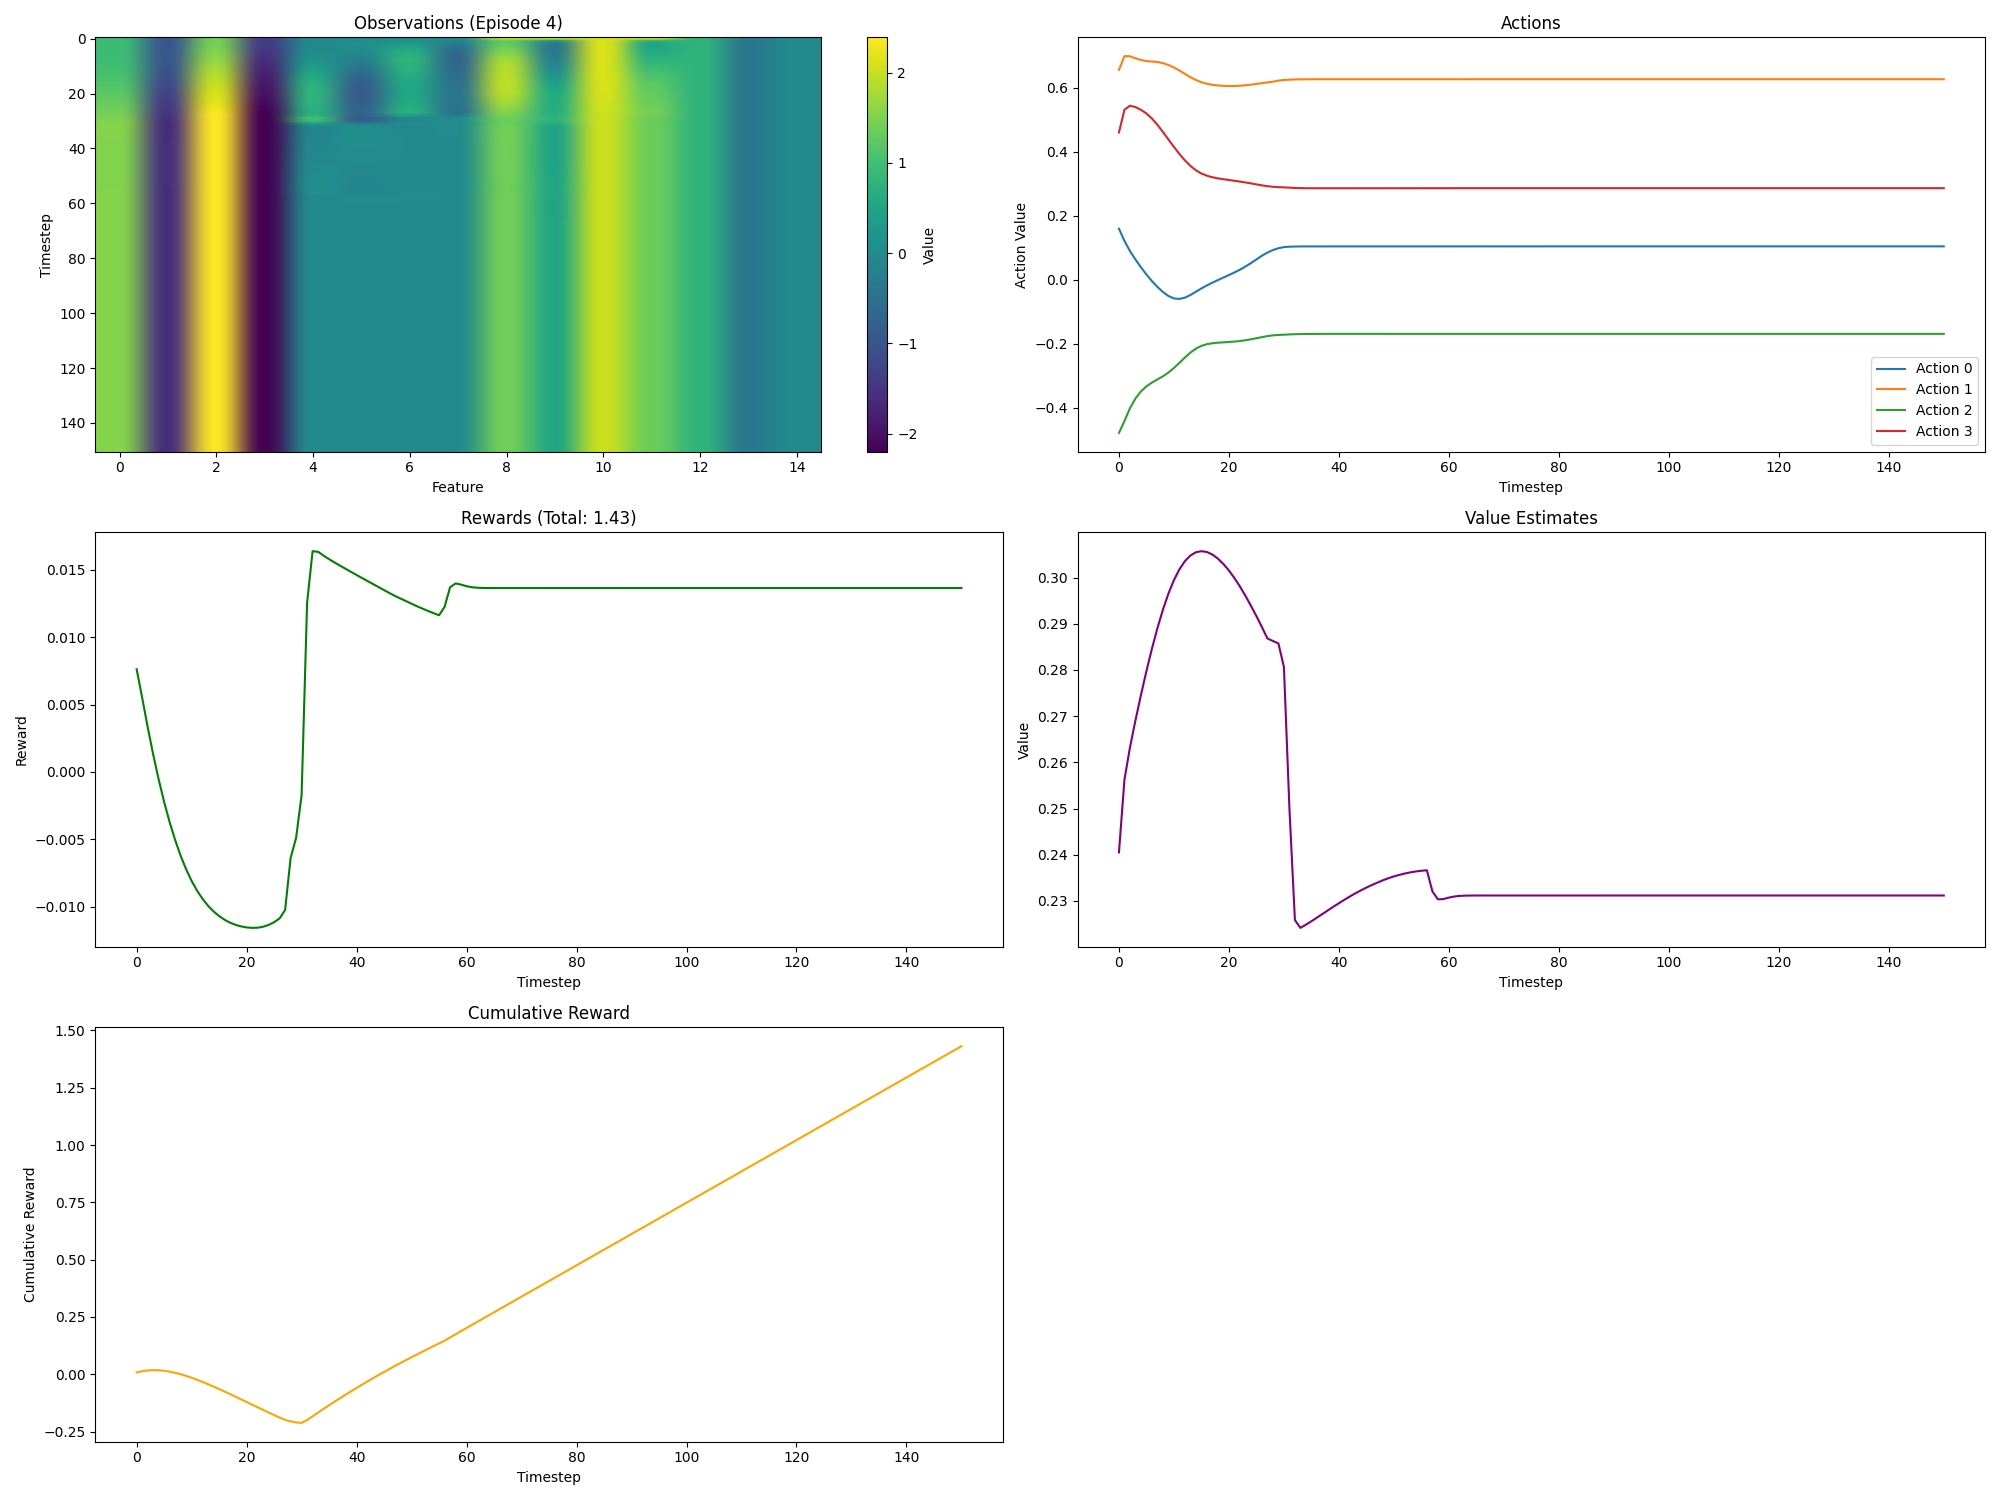 Observations (Episode 4)
0
20
40
60
80
100
120
140
Timestep
0 2 4 6 8 10 12 14
Feature
2
1
0
−1
−2
Value
Actions
0.6
0.4
0.2
0.0
−0.2
−0.4
Action Value
Action 0
Action 1
Action 2
Action 3
0 20 40 60 80 100 120 140
Timestep
Rewards (Total: 1.43)
0.015
0.010
0.005
0.000
−0.005
−0.010
Reward
0 20 40 60 80 100 120 140
Timestep
Value Estimates
0.30
0.29
0.28
0.27
0.26
0.25
0.24
0.23
Value
0 20 40 60 80 100 120 140
Timestep
Cumulative Reward
1.50
1.25
1.00
0.75
0.50
0.25
0.00
−0.25
Cumulative Reward
0 20 40 60 80 100 120 140
Timestep